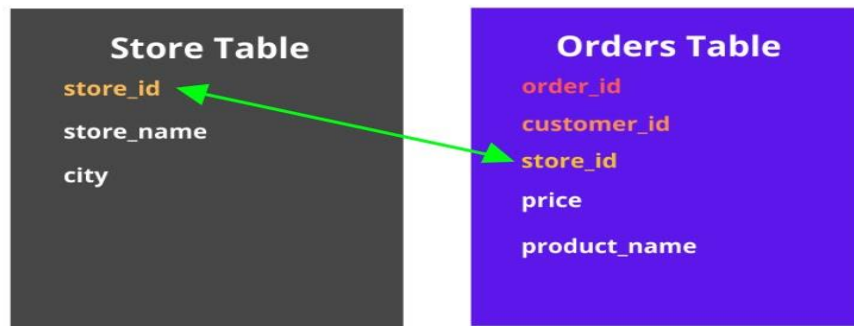 Store Table
store_id
store_name
city
Orders Table
order_id
customer_id
store_id
price
product_name